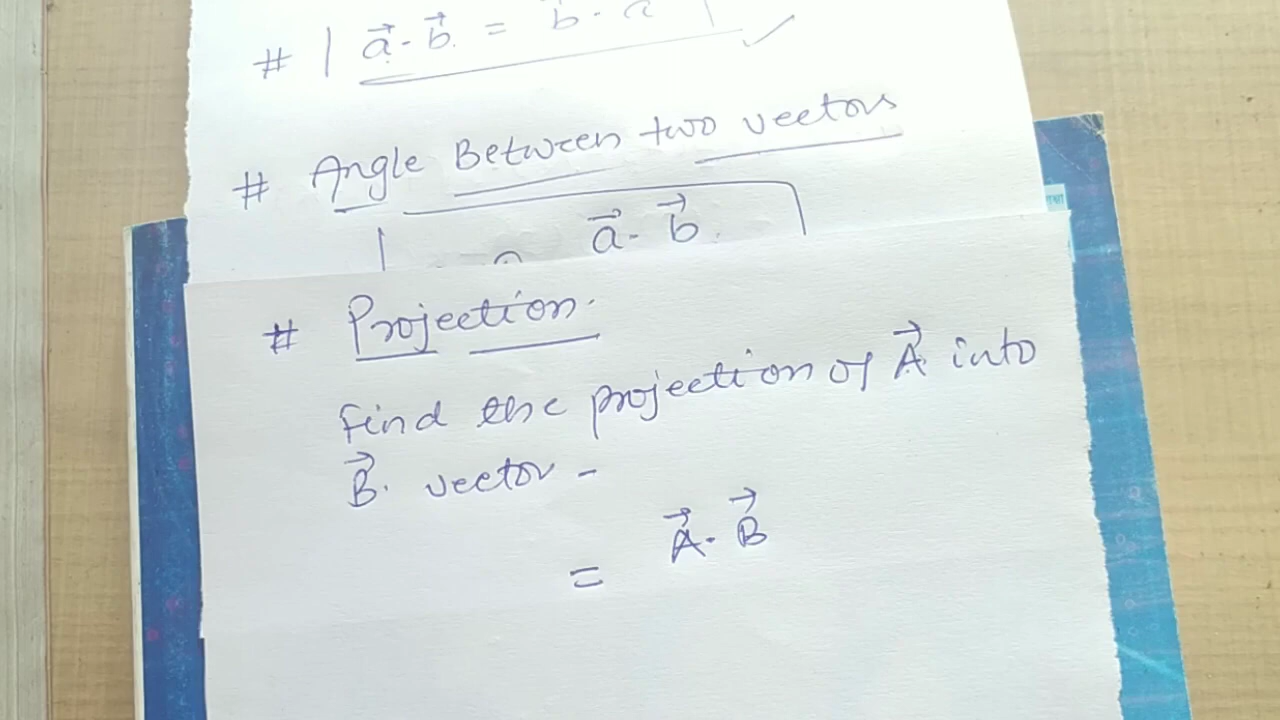 # | a⃗ · b⃗ = b⃗ · a⃗ |
# Angle Between two vectors
a⃗ · b⃗
# Projection.
find the projection of A⃗ into
B⃗. vector -
= A⃗ · B⃗